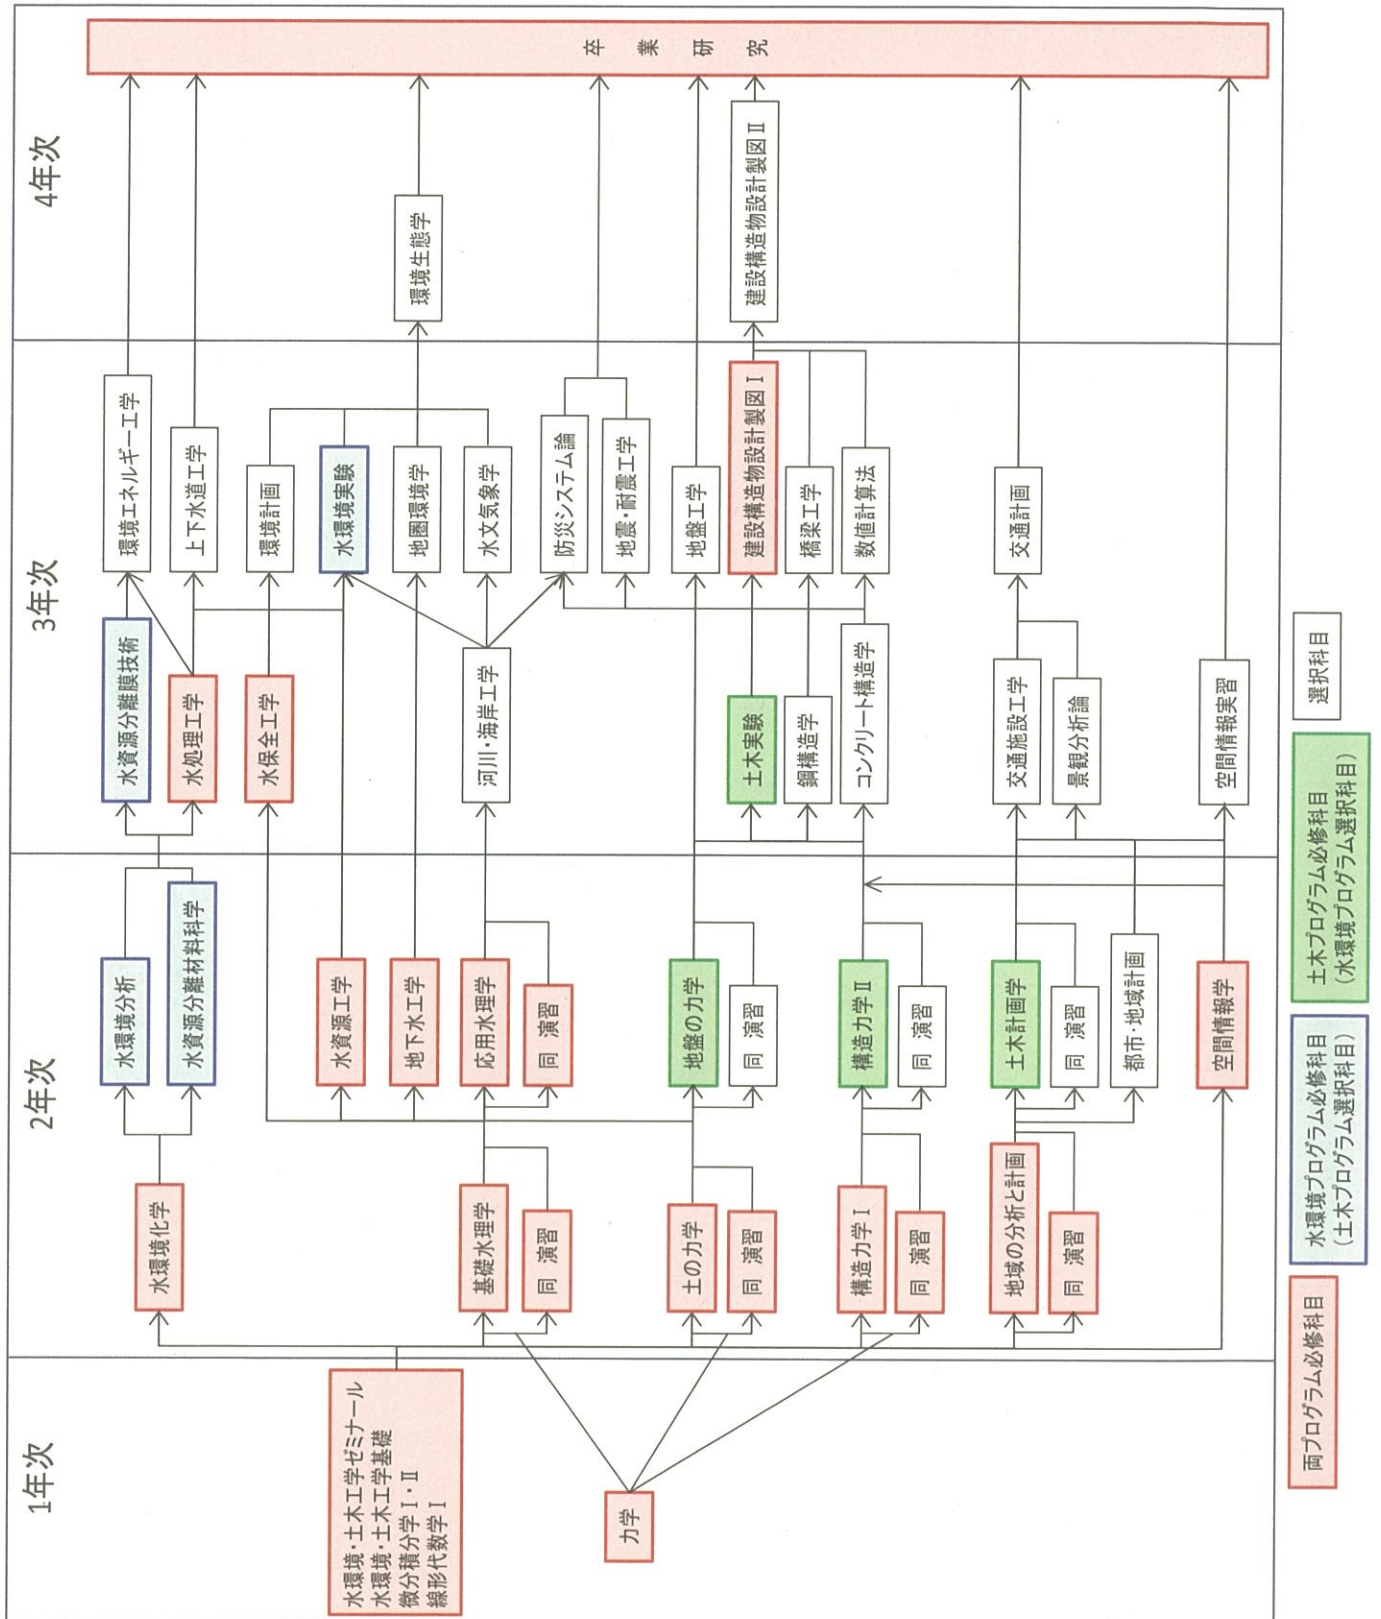 1年次
2年次
3年次
4年次
水環境・土木工学ゼミナール
水環境・土木工学基礎
微分積分学Ⅰ・Ⅱ
線形代数学Ⅰ
力学
水環境化学
基礎水理学
同 演習
土の力学
同 演習
構造力学Ⅰ
同 演習
地域の分析と計画
同 演習
水環境分析
水資源分離材料科学
水資源工学
地下水工学
応用水理学
同 演習
地盤の力学
同 演習
構造力学Ⅱ
同 演習
土木計画学
同 演習
都市・地域計画
空間情報学
水資源分離膜技術
水処理工学
水保全工学
河川・海岸工学
土木実験
鋼構造学
コンクリート構造学
交通施設工学
景観分析論
空間情報実習
環境エネルギー工学
上下水道工学
環境計画
水環境実験
地圏環境学
水文気象学
防災システム論
地震・耐震工学
地盤工学
建設構造物設計製図Ⅰ
橋梁工学
数値計算法
交通計画
環境生態学
建設構造物設計製図Ⅱ
卒業研究
両プログラム必修科目
水環境プログラム必修科目
（土木プログラム選択科目）
土木プログラム必修科目
（水環境プログラム選択科目）
選択科目